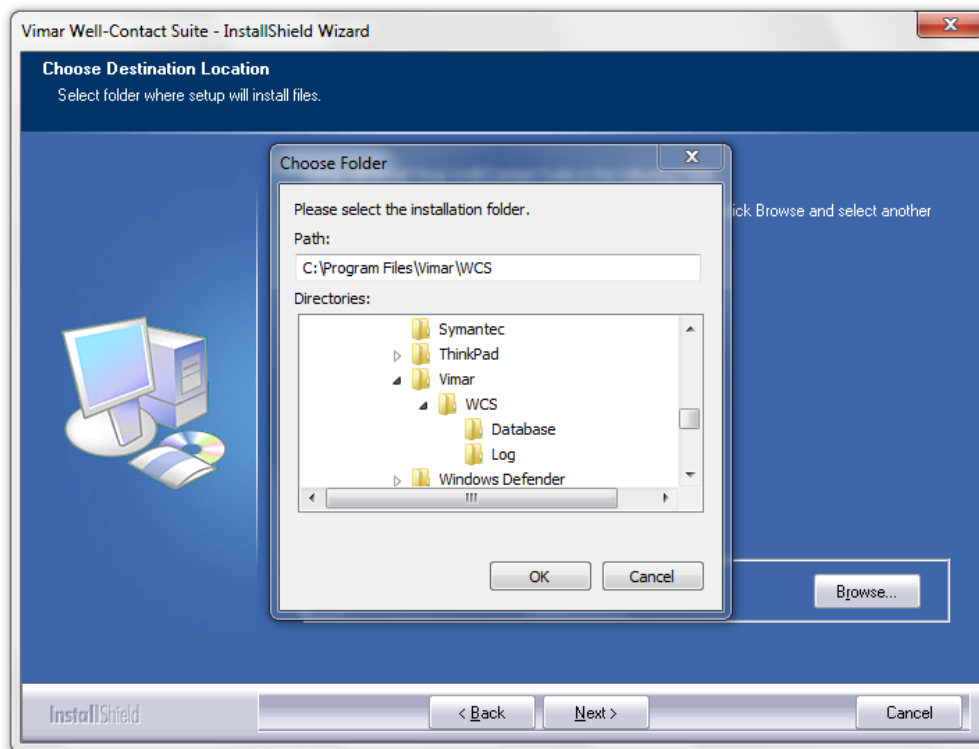 Vimar Well-Contact Suite - InstallShield Wizard
Choose Destination Location
Select folder where setup will install files.
Choose Folder
Please select the installation folder.
ick Browse and select another
Path:
C:\Program Files\Vimar\WCS
Directories:
Symantec
ThinkPad
Vimar
WCS
Database
Log
Windows Defender
OK Cancel
Browse...
InstallShield
< Back Next > Cancel